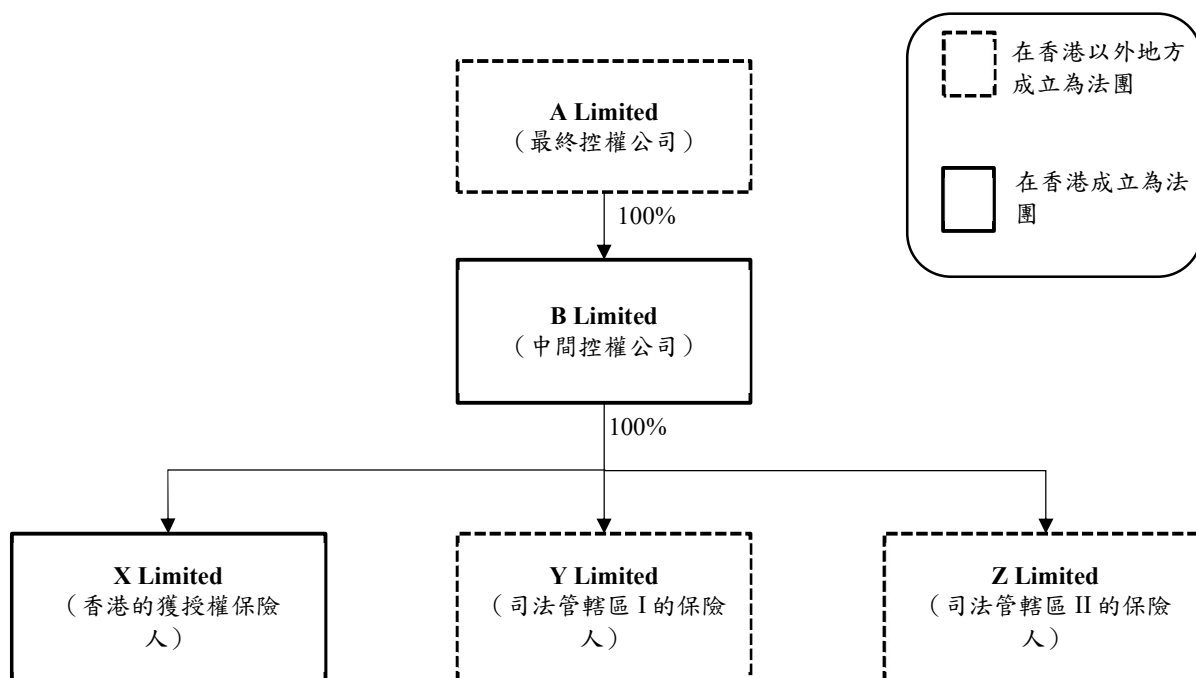 在香港以外地方
成立為法團
A Limited
（最終控權公司）
在香港成立為法
團
100%
B Limited
（中間控權公司）
100%
X Limited
（香港的獲授權保險
人）
Y Limited
（司法管轄區 I 的保險
人）
Z Limited
（司法管轄區 II 的保險
人）